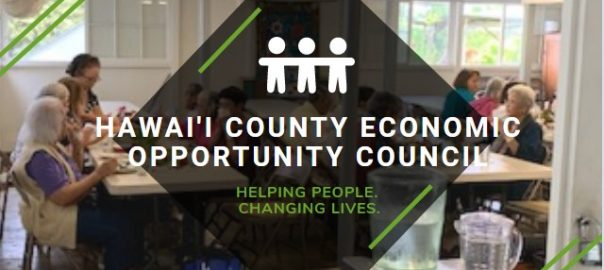 HAWAI'I COUNTY ECONOMIC
OPPORTUNITY COUNCIL
HELPING PEOPLE.
CHANGING LIVES.